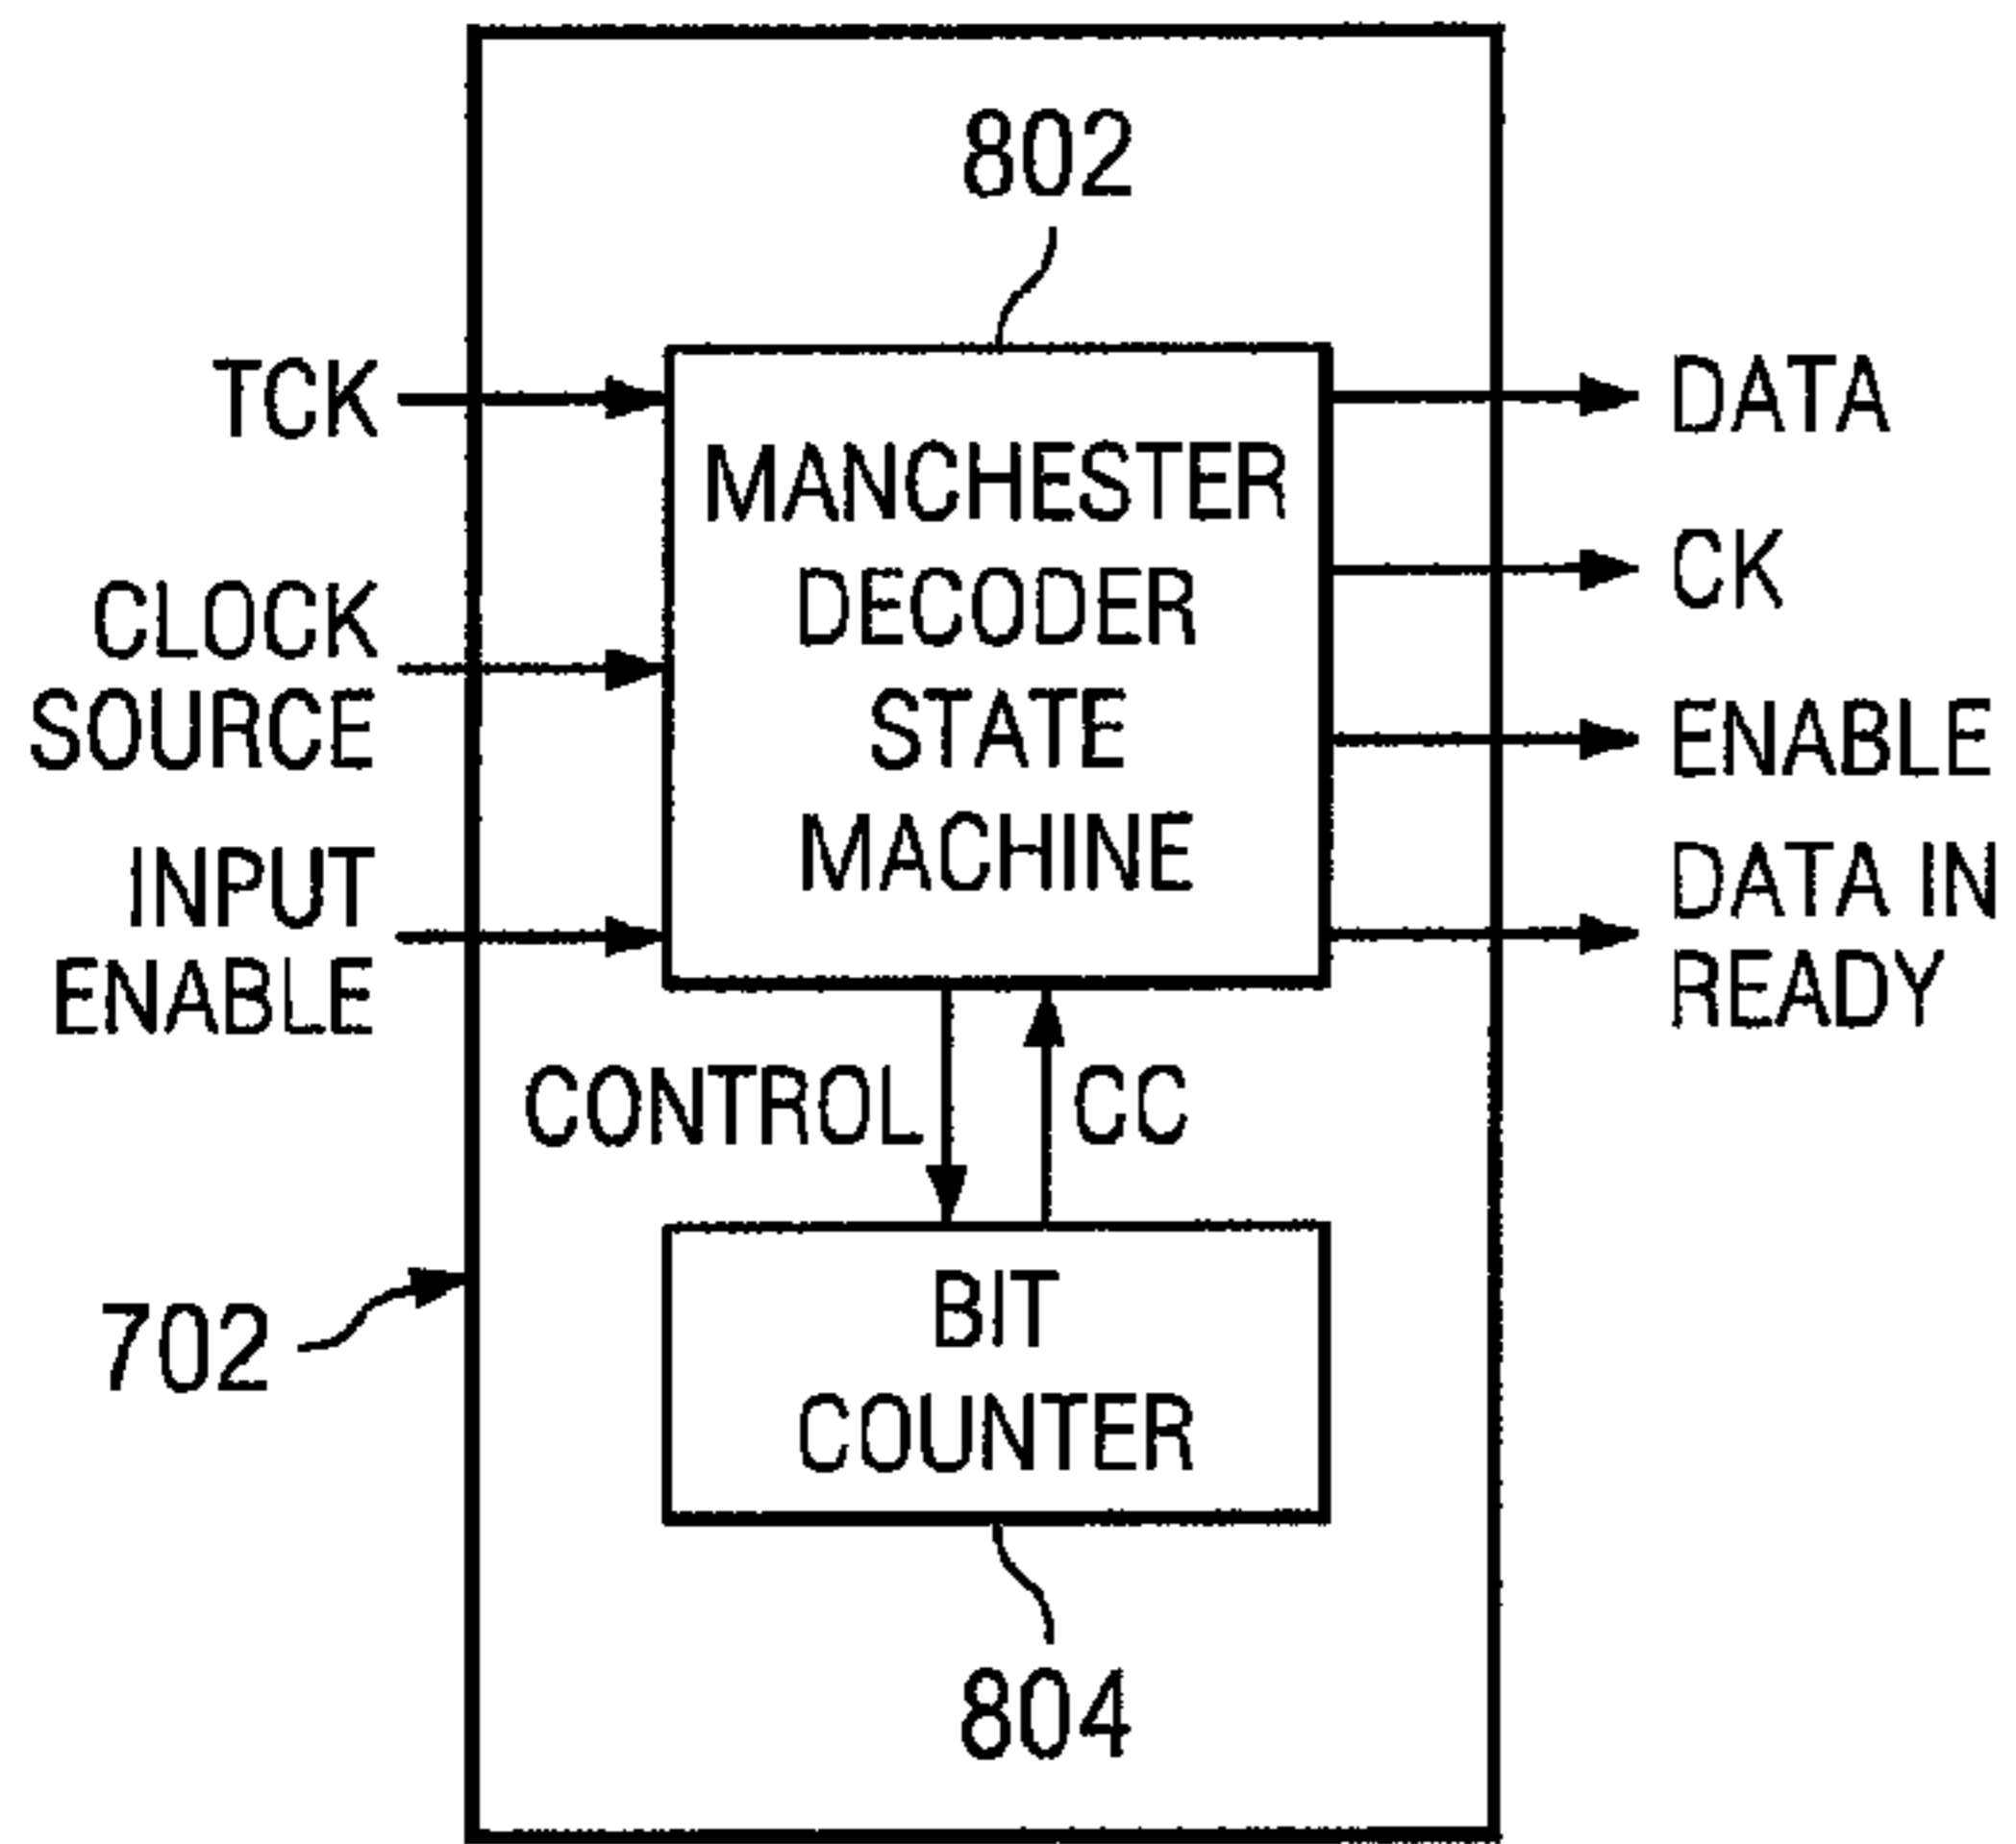 802
TCK
CLOCK
SOURCE
INPUT
ENABLE
MANCHESTER
DECODER
STATE
MACHINE
DATA
CK
ENABLE
DATA IN
READY
CONTROL
CC
702
BIT
COUNTER
804